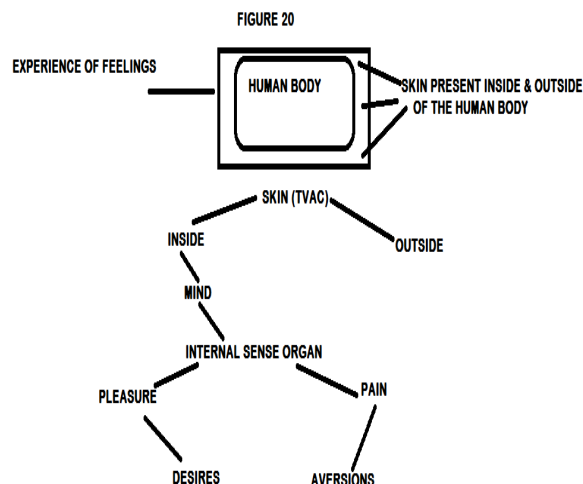 FIGURE 20
EXPERIENCE OF FEELINGS
HUMAN BODY
SKIN PRESENT INSIDE & OUTSIDE
OF THE HUMAN BODY
SKIN (TVAC)
INSIDE
OUTSIDE
MIND
INTERNAL SENSE ORGAN
PLEASURE
PAIN
DESIRES
AVERSIONS